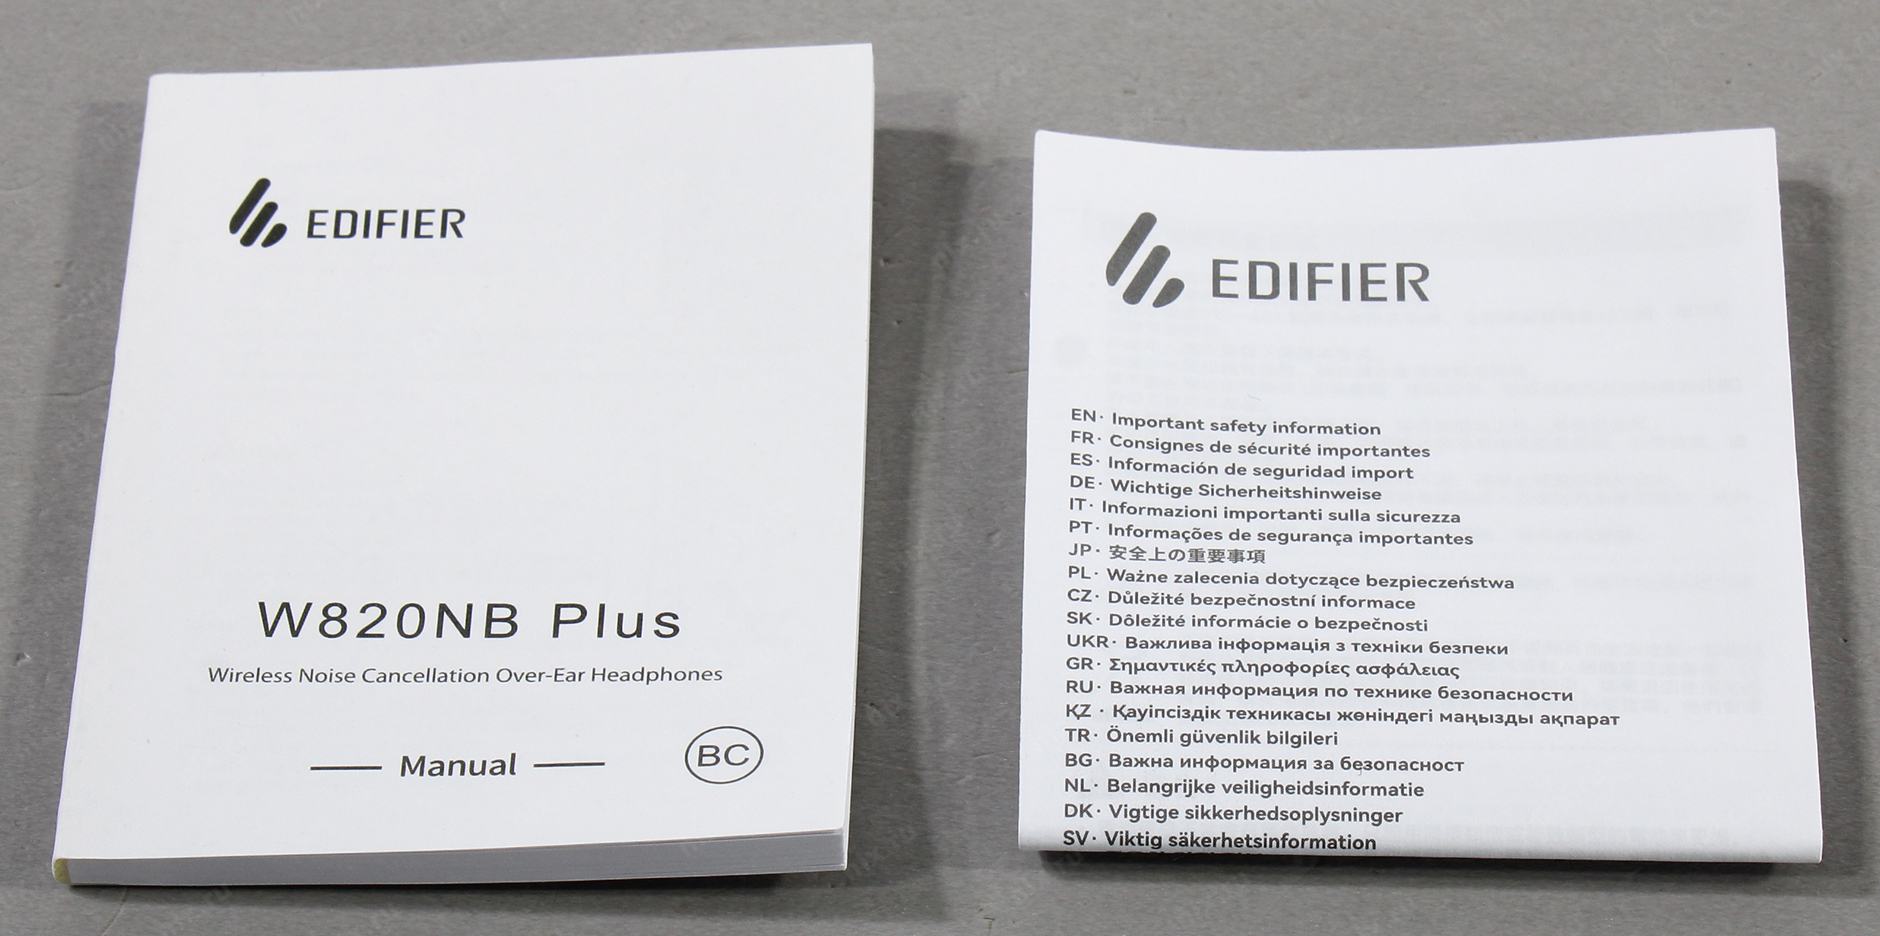 EDIFIER
W820NB Plus
Wireless Noise Cancellation Over-Ear Headphones
Manual
BC
EDIFIER
EN· Important safety information
FR· Consignes de sécurité importantes
ES· Información de seguridad import
DE· Wichtige Sicherheitshinweise
IT· Informazioni importanti sulla sicurezza
PT· Informações de segurança importantes
JP· 安全上の重要事項
PL· Ważne zalecenia dotyczące bezpieczeństwa
CZ· Důležité bezpečnostní informace
SK· Dôležité informácie o bezpečnosti
UKR· Важлива інформація з техніки безпеки
GR· Σημαντικές πληροφορίες ασφάλειας
RU· Важная информация по технике безопасности
ҚZ · Қауіпсіздік техникасы жөніндегі маңызды ақпарат
TR· Önemli güvenlik bilgileri
BG· Важна информация за безопасност
NL· Belangrijke veiligheidsinformatie
DK· Vigtige sikkerhedsoplysninger
SV· Viktig säkerhetsinformation